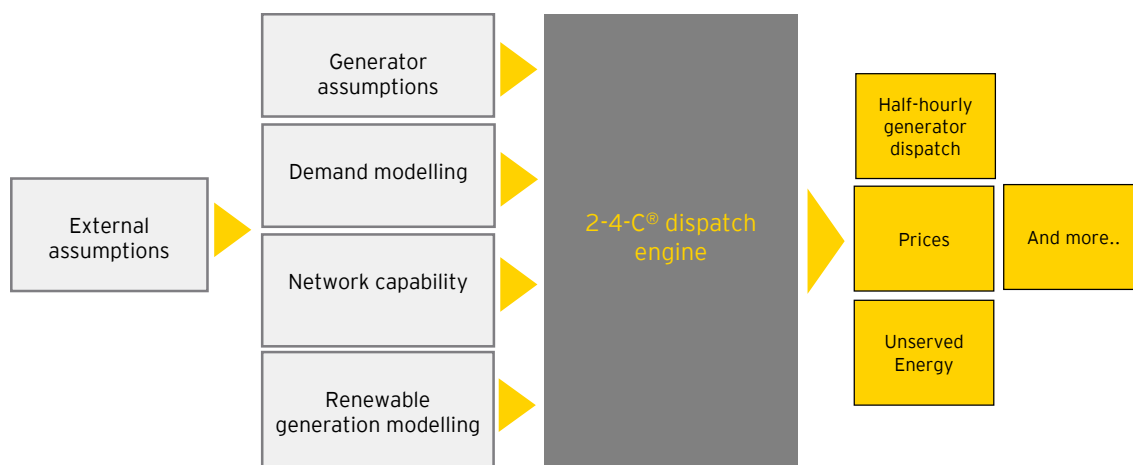 External
assumptions
Generator
assumptions
Demand modelling
Network capability
Renewable
generation modelling
2-4-C® dispatch
engine
Half-hourly
generator
dispatch
Prices
And more..
Unserved
Energy